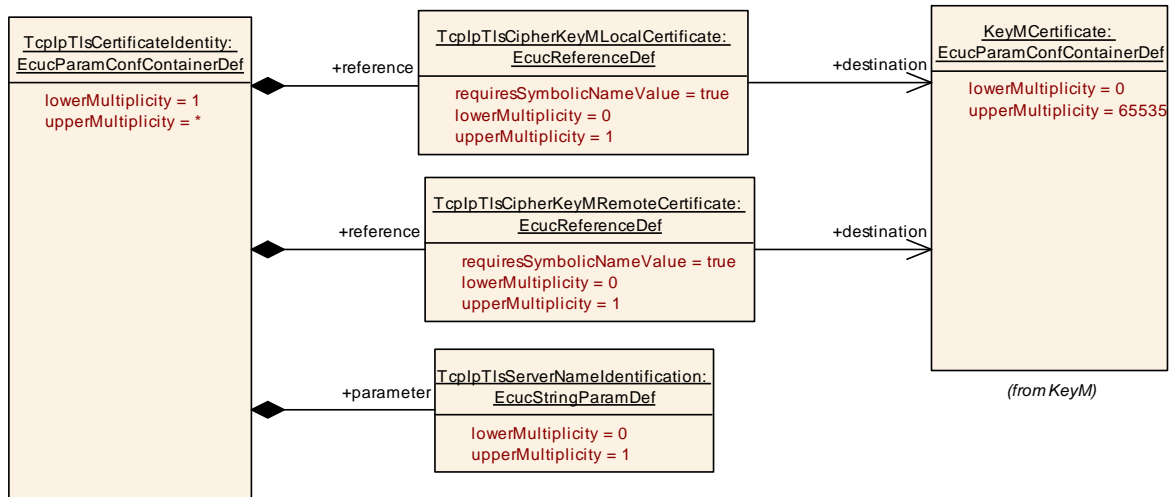 TcpIpTlsCertificateIdentity:
EcucParamConfContainerDef
lowerMultiplicity = 1
upperMultiplicity = *
+reference
TcpIpTlsCipherKeyMLocalCertificate:
EcucReferenceDef
requiresSymbolicNameValue = true
lowerMultiplicity = 0
upperMultiplicity = 1
+destination
KeyMCertificate:
EcucParamConfContainerDef
lowerMultiplicity = 0
upperMultiplicity = 65535
+reference
TcpIpTlsCipherKeyMRemoteCertificate:
EcucReferenceDef
requiresSymbolicNameValue = true
lowerMultiplicity = 0
upperMultiplicity = 1
+destination
+parameter
TcpIpTlsServerNameIdentification:
EcucStringParamDef
lowerMultiplicity = 0
upperMultiplicity = 1
(from KeyM)